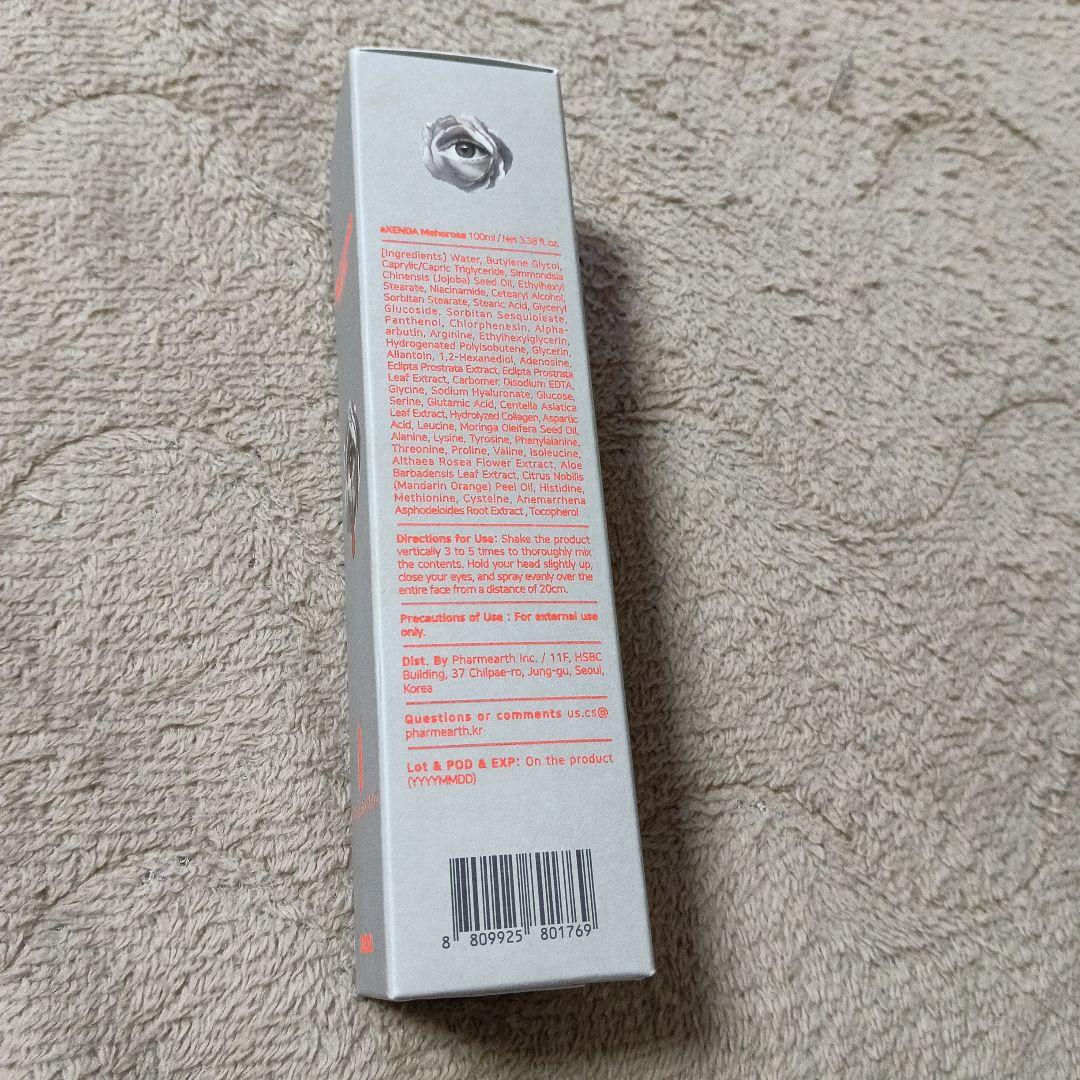 aXENDA Mahorosa 100ml / Net 3.38 fl. oz.
[Ingredients] Water, Butylene Glycol,
Caprylic/Capric Triglyceride, Simmondsia
Chinensis (Jojoba) Seed Oil, Ethylhexyl
Stearate, Niacinamide, Cetearyl Alcohol,
Sorbitan Stearate, Stearic Acid, Glyceryl
Glucoside, Sorbitan Sesquioleate,
Panthenol, Chlorphenesin, Alpha-
arbutin, Arginine, Ethylhexylglycerin,
Hydrogenated Polyisobutene, Glycerin,
Allantoin, 1,2-Hexanediol, Adenosine,
Eclipta Prostrata Extract, Eclipta Prostrata
Leaf Extract, Carbomer, Disodium EDTA,
Glycine, Sodium Hyaluronate, Glucose,
Serine, Glutamic Acid, Centella Asiatica
Leaf Extract, Hydrolyzed Collagen, Aspartic
Acid, Leucine, Moringa Oleifera Seed Oil,
Alanine, Lysine, Tyrosine, Phenylalanine,
Threonine, Proline, Valine, Isoleucine,
Althaea Rosea Flower Extract, Aloe
Barbadensis Leaf Extract, Citrus Nobilis
(Mandarin Orange) Peel Oil, Histidine,
Methionine, Cysteine, Anemarrhena
Asphodeloides Root Extract , Tocopherol
Directions for Use: Shake the product
vertically 3 to 5 times to thoroughly mix
the contents. Hold your head slightly up,
close your eyes, and spray evenly over the
entire face from a distance of 20cm.
Precautions of Use : For external use
only.
Dist. By Pharmearth Inc. / 11F, HSBC
Building, 37 Chilpae-ro, Jung-gu, Seoul,
Korea
Questions or comments us.cs@
pharmearth.kr
Lot & POD & EXP: On the product
(YYYYMMDD)
8 809925 801769